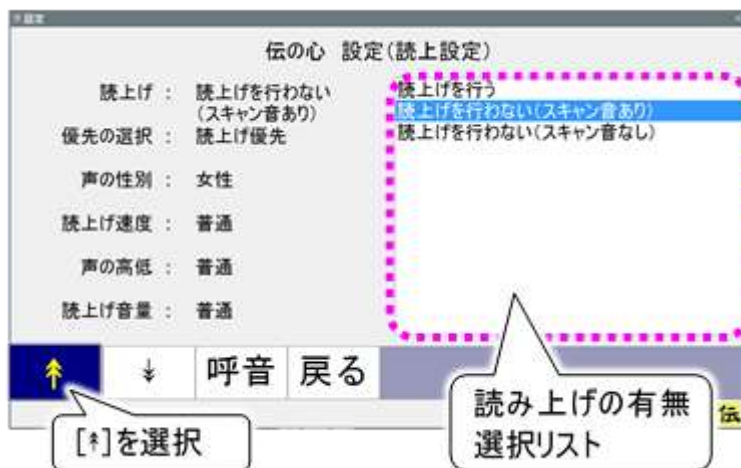 設定
伝の心 設定(読上設定)
読上げ : 読上げを行わない
(スキャン音あり)
優先の選択 : 読上げ優先
声の性別 : 女性
読上げ速度 : 普通
声の高低 : 普通
読上げ音量 : 普通
読上げを行う
読上げを行わない(スキャン音あり)
読上げを行わない(スキャン音なし)
↟ ↡ 呼音 戻る
[↟]を選択
読み上げの有無
選択リスト
伝